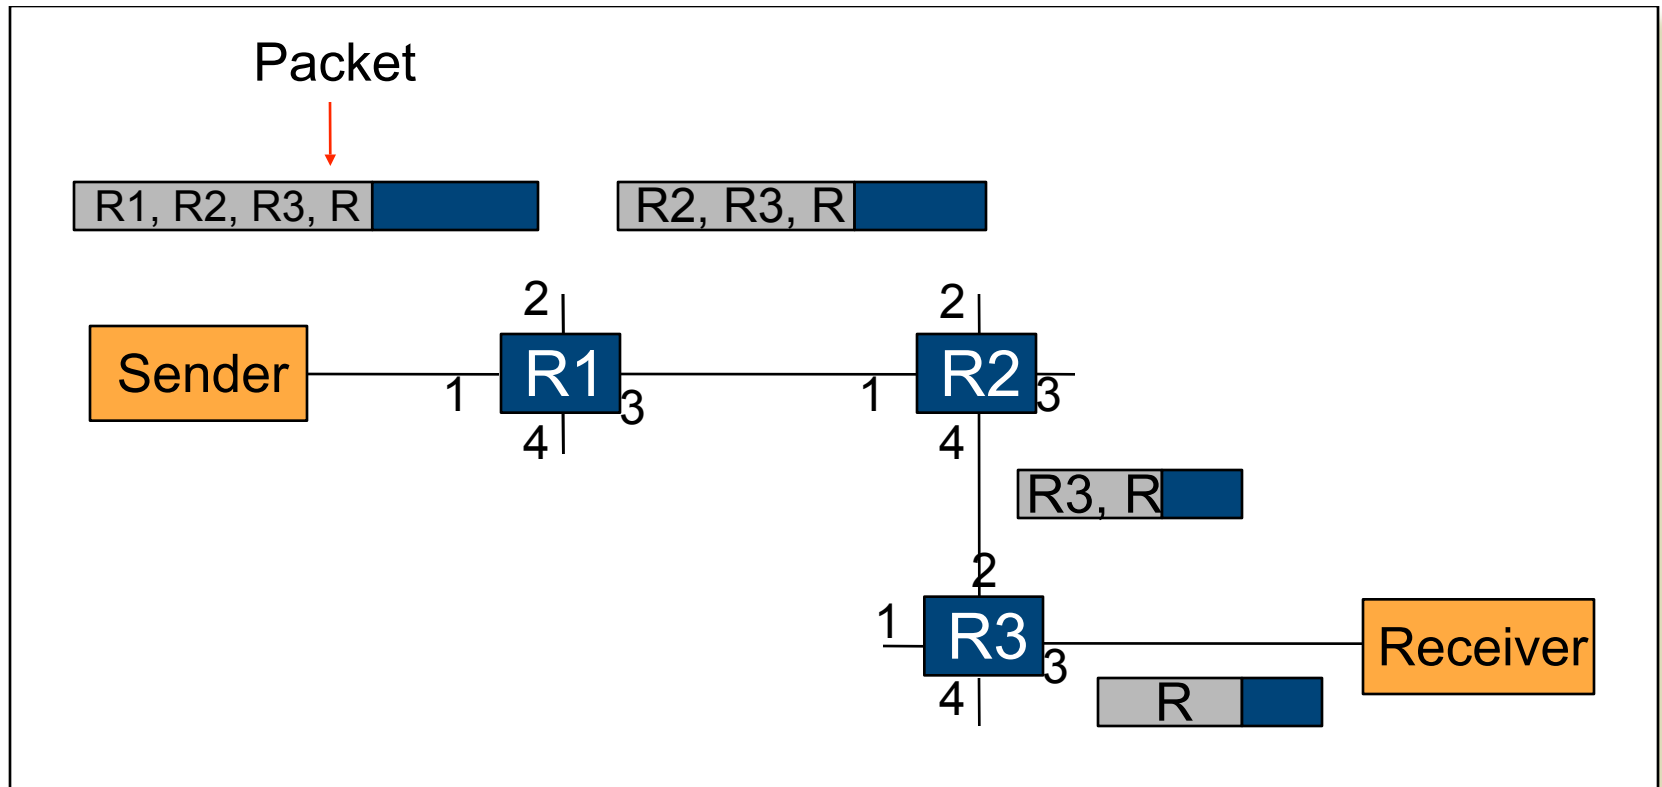 Packet
R1, R2, R3, R
R2, R3, R
2
2
Sender
R1
R2
1
3
1
3
4
4
R3, R
2
1
R3
Receiver
3
4
R